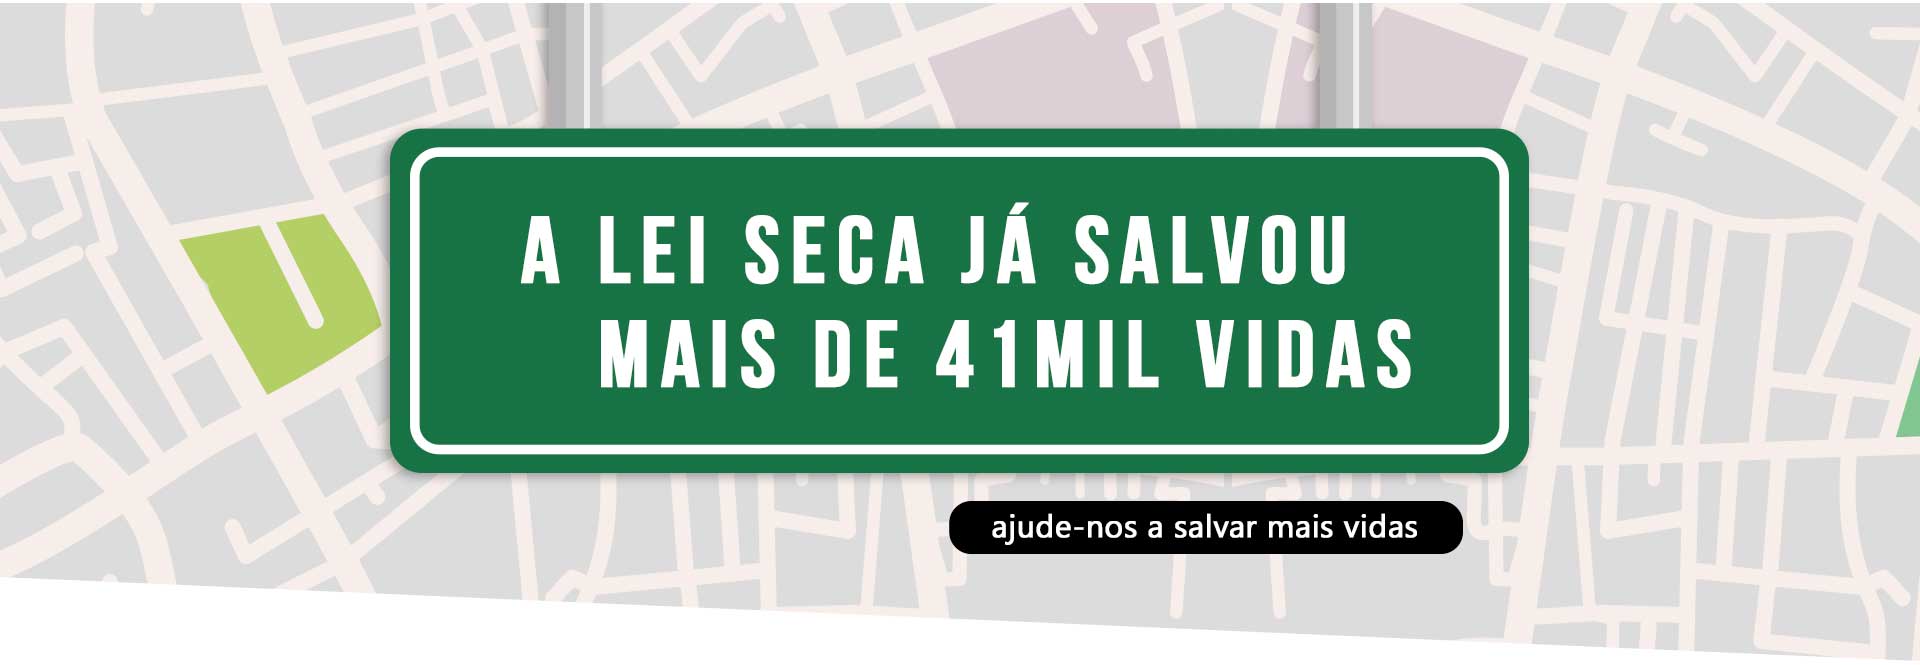 A LEI SECA JÁ SALVOU
MAIS DE 41MIL VIDAS
ajude-nos a salvar mais vidas